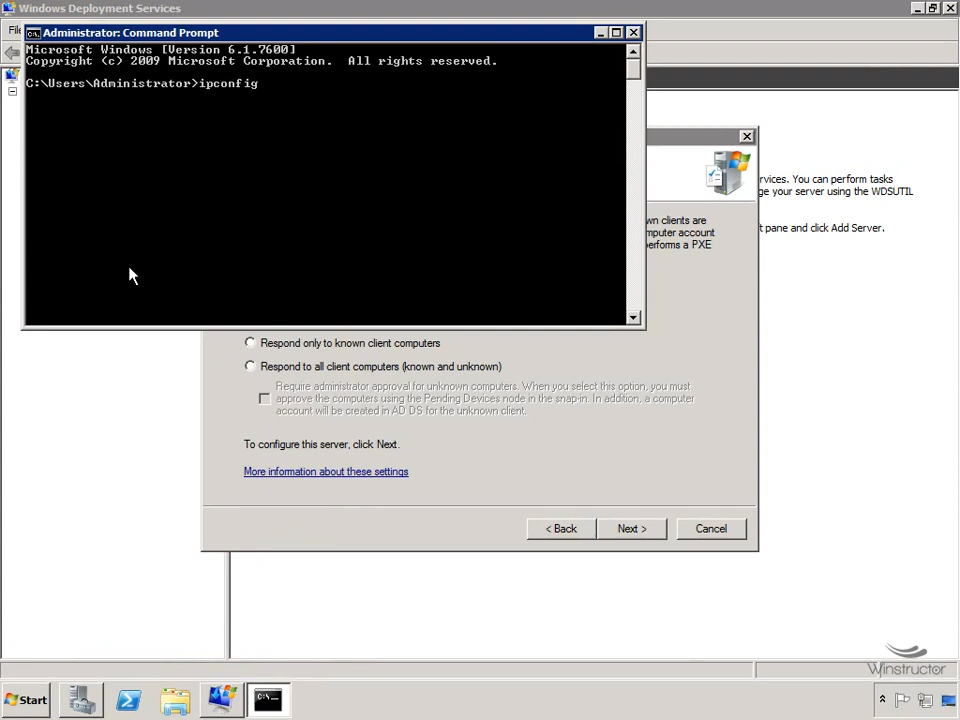 Windows Deployment Services
Fil
Administrator: Command Prompt
Microsoft Windows [Version 6.1.7600]
Copyright (c) 2009 Microsoft Corporation.  All rights reserved.
C:\Users\Administrator>ipconfig
rvices. You can perform tasks
ge your server using the WDSUTIL
t pane and click Add Server.
wn clients are
mputer account
erforms a PXE
Respond only to known client computers
Respond to all client computers (known and unknown)
Require administrator approval for unknown computers. When you select this option, you must
approve the computers using the Pending Devices node in the snap-in. In addition, a computer
account will be created in AD DS for the unknown client.
To configure this server, click Next.
More information about these settings
< Back
Next >
Cancel
Winstructor
Start